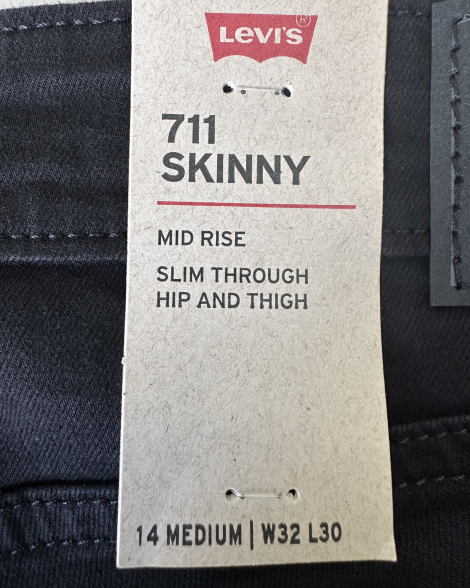 LEVI'S®
711
SKINNY
MID RISE
SLIM THROUGH
HIP AND THIGH
14 MEDIUM | W32 L30